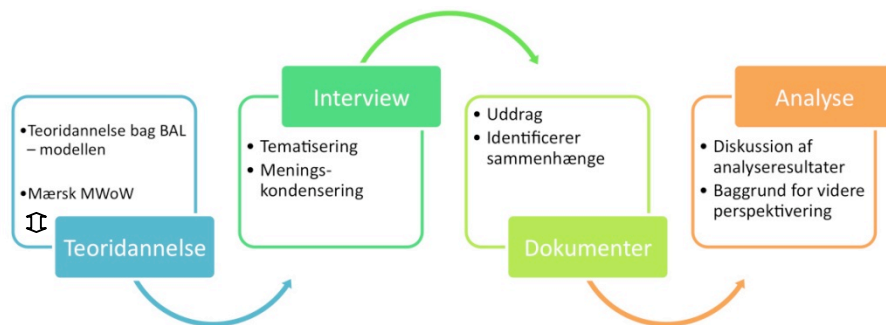 •Teoridannelse bag BAL
– modellen
•Mærsk MWoW
Teoridannelse
Interview
• Tematisering
• Menings-
kondensering
• Uddrag
• Identificerer
sammenhænge
Dokumenter
Analyse
• Diskussion af
analyseresultater
• Baggrund for videre
perspektivering